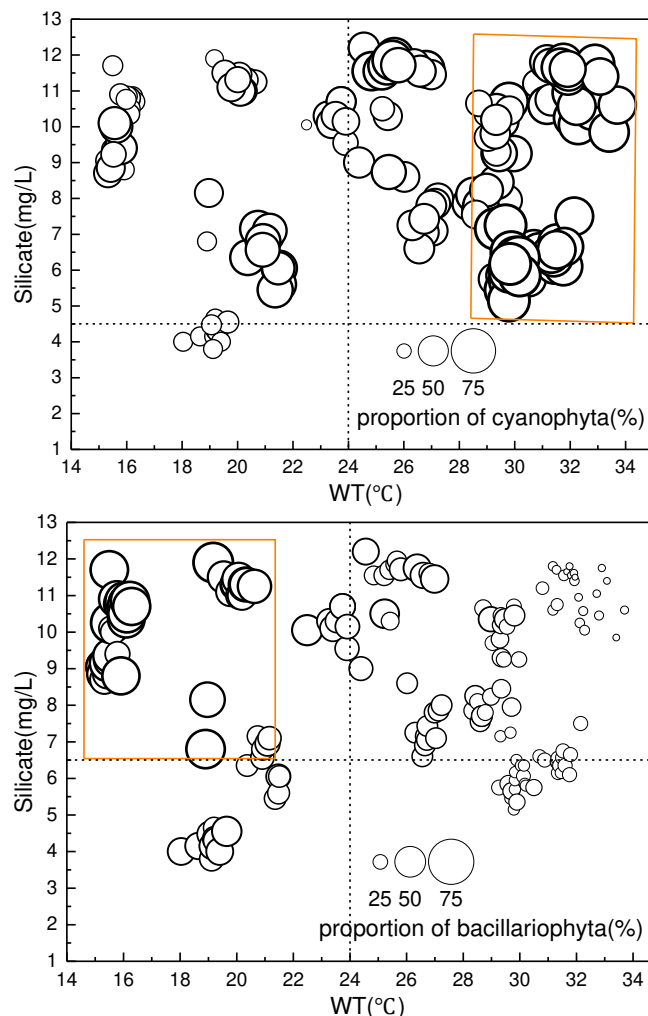 13
12
11
10
9
8
7
6
5
4
3
2
1
Silicate(mg/L)
25 50 75
proportion of cyanophyta(%)
14 16 18 20 22 24 26 28 30 32 34
WT(℃)
13
12
11
10
9
8
7
6
5
4
3
2
1
Silicate(mg/L)
25 50 75
proportion of bacillariophyta(%)
14 16 18 20 22 24 26 28 30 32 34
WT(℃)